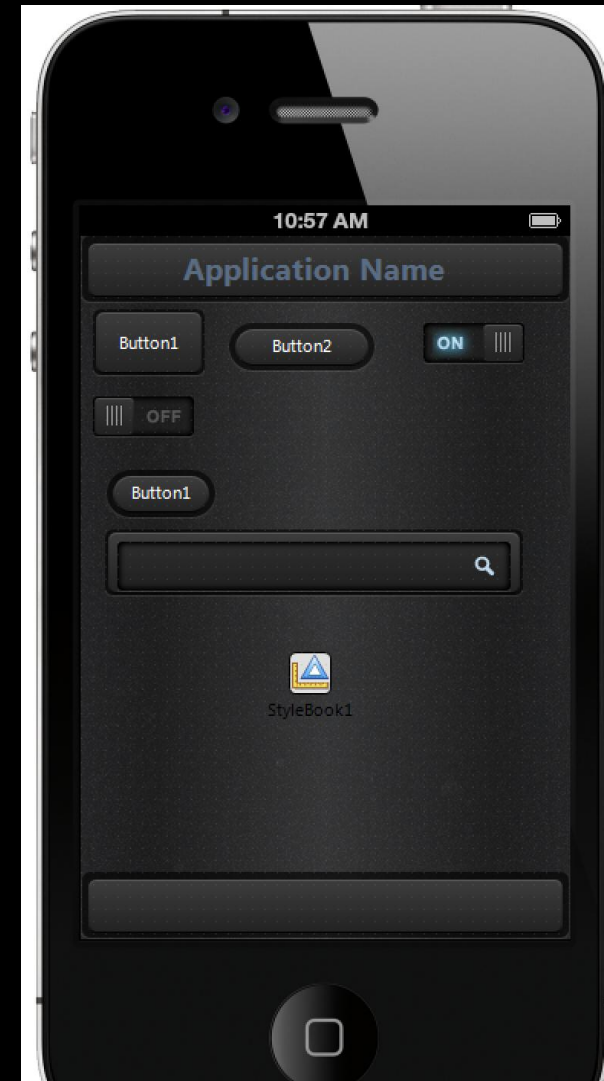 10:57 AM
Application Name
Button1
Button2
ON
OFF
Button1
StyleBook1